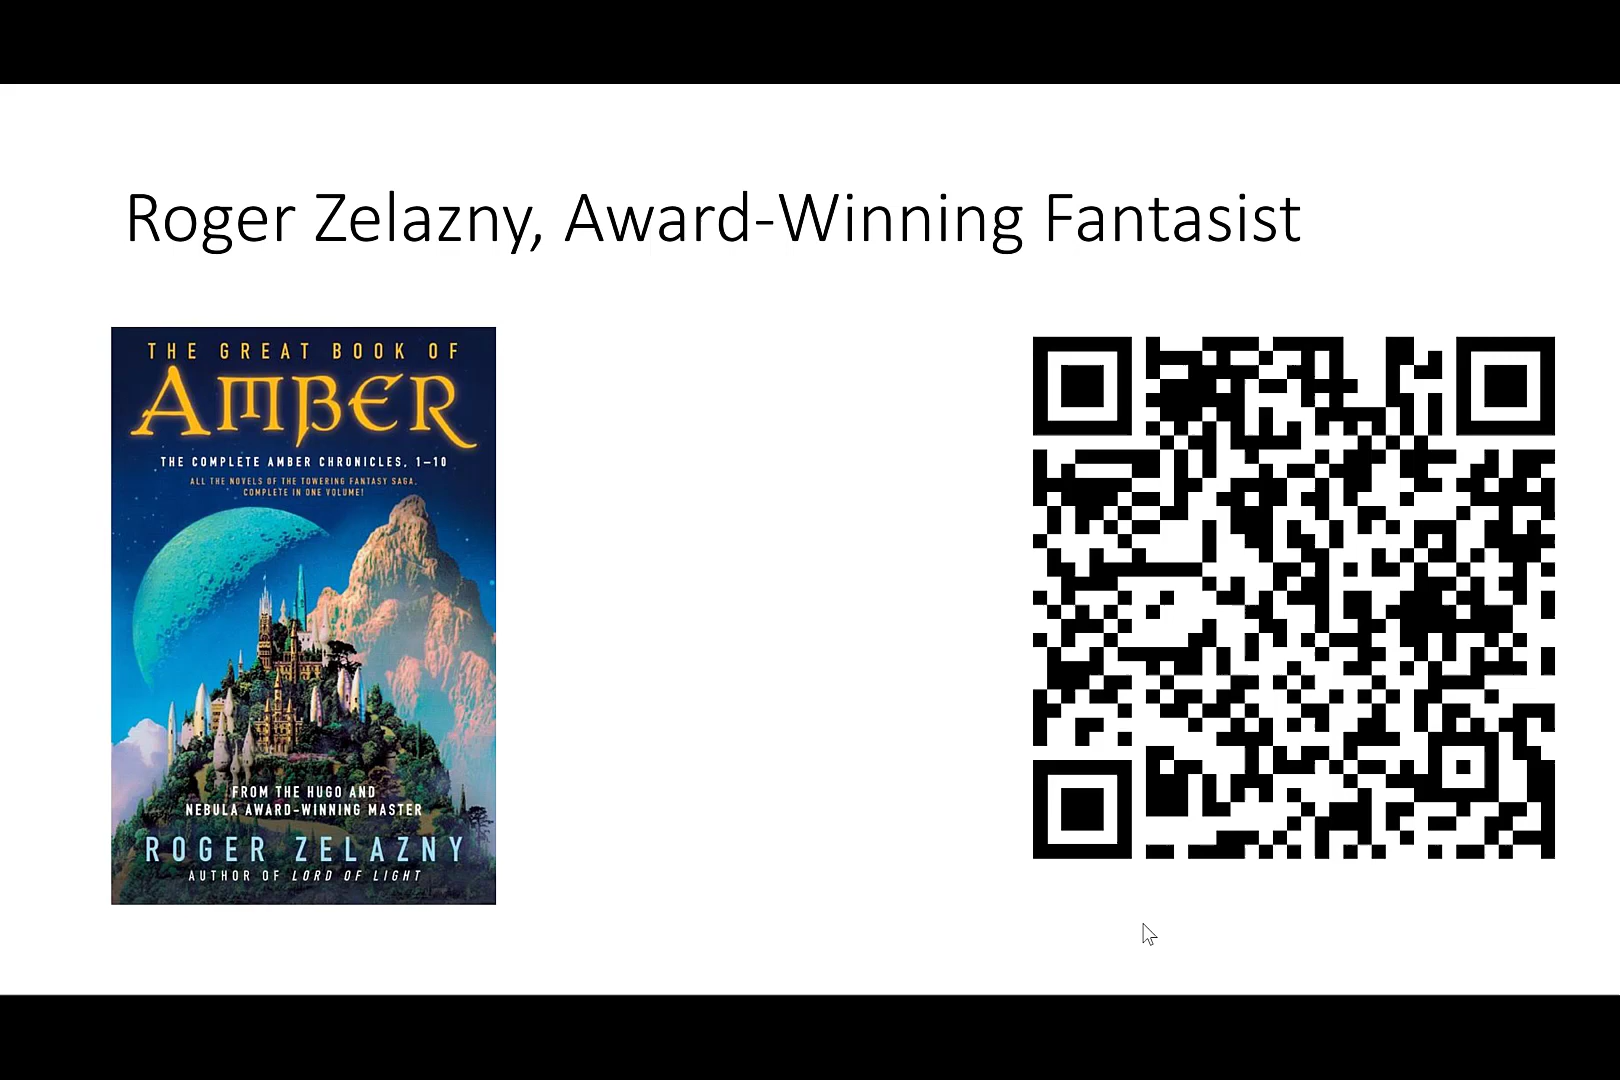 Roger Zelazny, Award-Winning Fantasist
THE GREAT BOOK OF
AMBER
THE COMPLETE AMBER CHRONICLES, 1–10
ALL THE NOVELS OF THE TOWERING FANTASY SAGA,
COMPLETE IN ONE VOLUME!
FROM THE HUGO AND
NEBULA AWARD-WINNING MASTER
ROGER ZELAZNY
AUTHOR OF LORD OF LIGHT